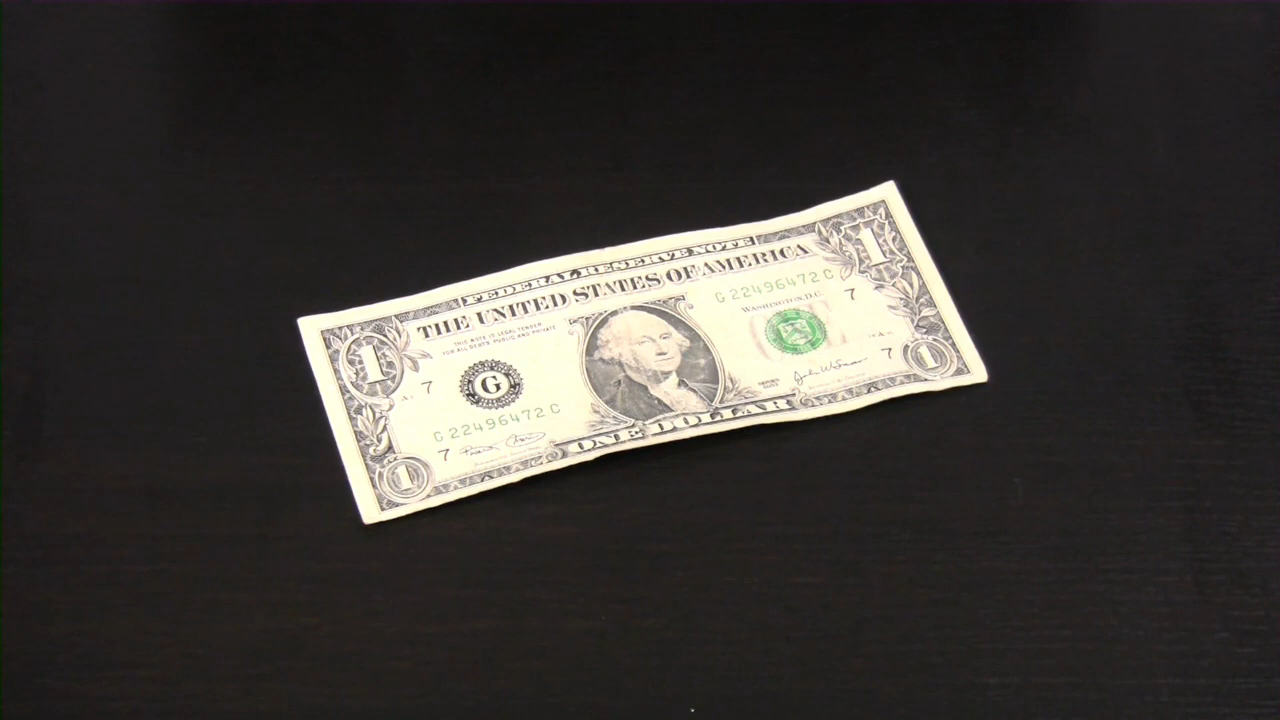 FEDERAL RESERVE NOTE
THE UNITED STATES OF AMERICA
1
1
THIS NOTE IS LEGAL TENDER
FOR ALL DEBTS, PUBLIC AND PRIVATE
G 22496472 C
WASHINGTON, D.C.
7
7
G
7
G 22496472 C
7
1
1
ONE DOLLAR